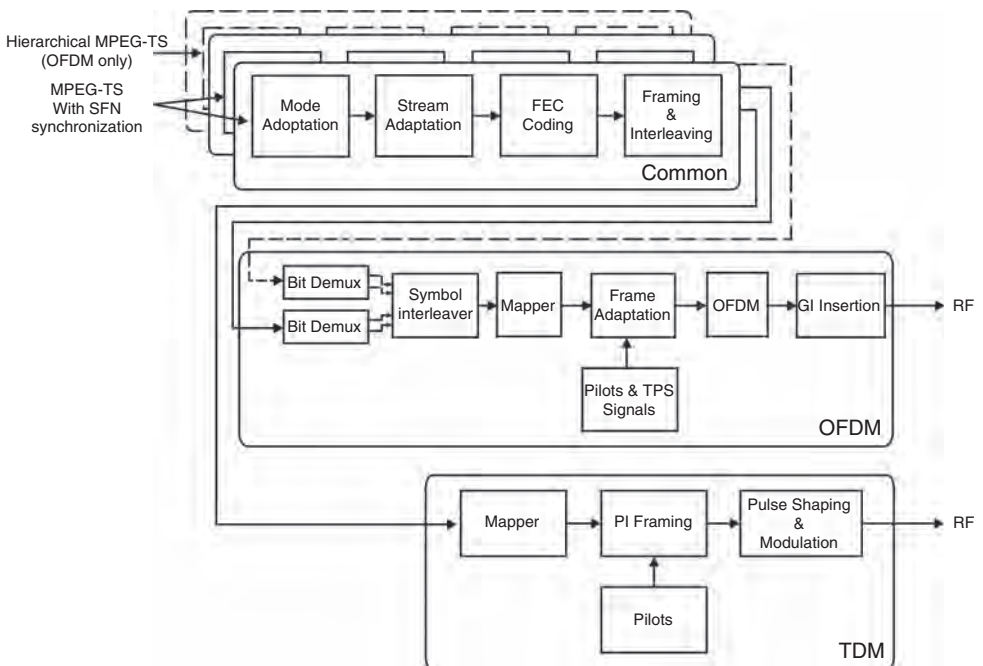 Hierarchical MPEG-TS
(OFDM only)
MPEG-TS
With SFN
synchronization
Mode
Adoption
Stream
Adaptation
FEC
Coding
Framing
&
Interleaving
Common
Bit Demux
Bit Demux
Symbol
interleaver
Mapper
Frame
Adaptation
OFDM
GI Insertion
RF
Pilots & TPS
Signals
OFDM
Mapper
PI Framing
Pulse Shaping
&
Modulation
RF
Pilots
TDM